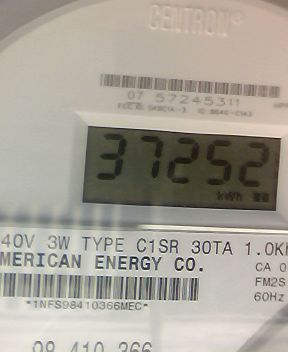 CENTRON®
07 57245311
37252
kWh
40V 3W TYPE C1SR 30TA 1.0K
MERICAN ENERGY CO.
CA 0
FM2S
60Hz
*1NFS98410366MEC*
98 410 366